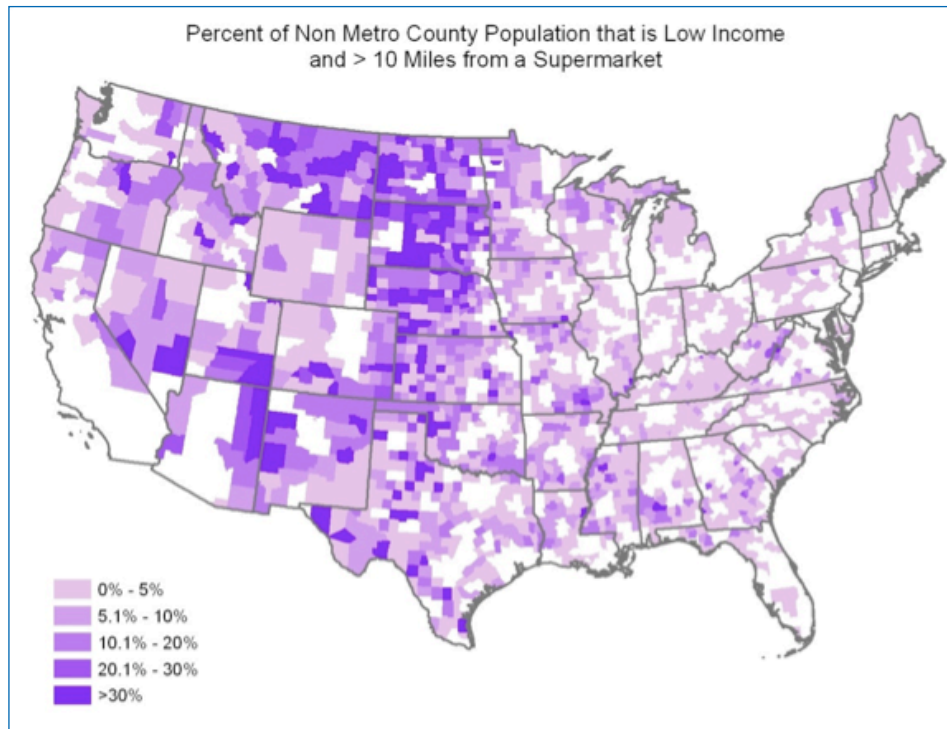 Percent of Non Metro County Population that is Low Income
and > 10 Miles from a Supermarket
0% - 5%
5.1% - 10%
10.1% - 20%
20.1% - 30%
>30%